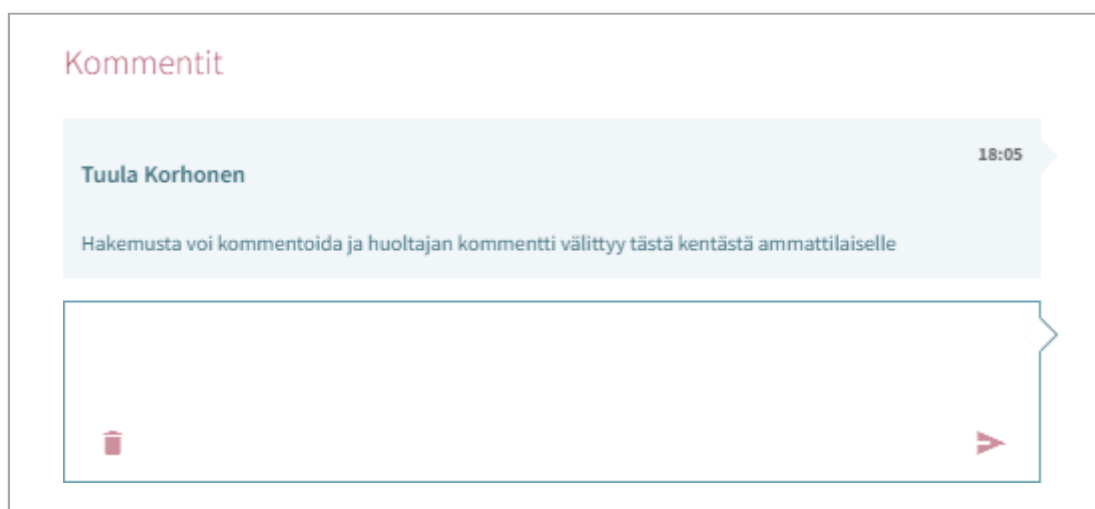 Kommentit
18:05
Tuula Korhonen
Hakemusta voi kommentoida ja huoltajan kommentti välittyy tästä kentästä ammattilaiselle